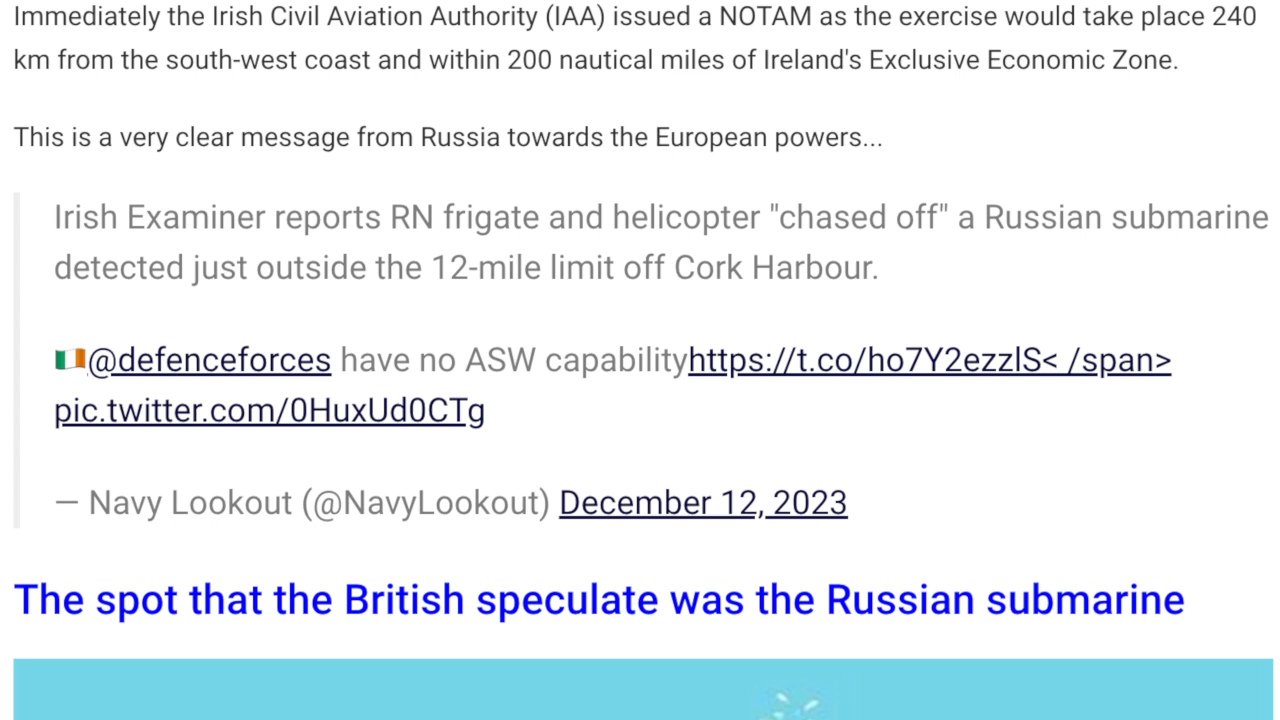 Immediately the Irish Civil Aviation Authority (IAA) issued a NOTAM as the exercise would take place 240
km from the south-west coast and within 200 nautical miles of Ireland's Exclusive Economic Zone.
This is a very clear message from Russia towards the European powers...
Irish Examiner reports RN frigate and helicopter "chased off" a Russian submarine
detected just outside the 12-mile limit off Cork Harbour.
🇮🇪@defenceforces have no ASW capabilityhttps://t.co/ho7Y2ezzlS< /span>
pic.twitter.com/0HuxUd0CTg
— Navy Lookout (@NavyLookout) December 12, 2023
The spot that the British speculate was the Russian submarine